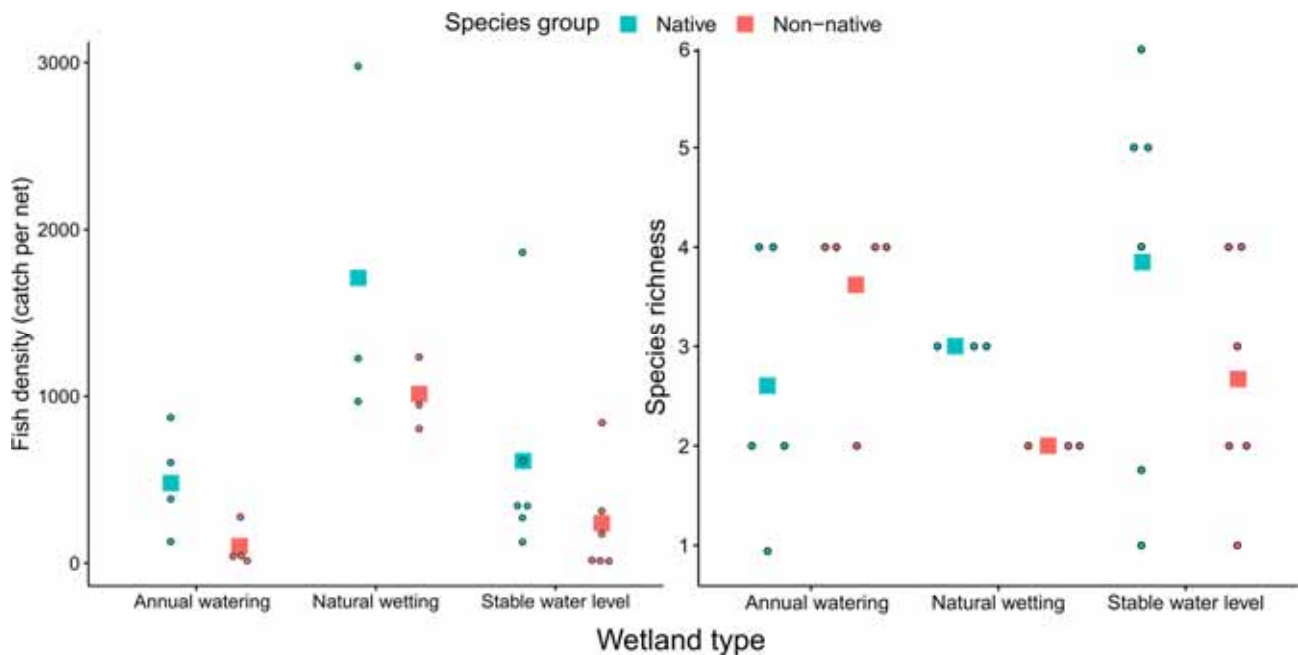 Species group Native Non-native
Fish density (catch per net)
3000
2000
1000
0
Annual watering Natural wetting Stable water level
Species richness
6
5
4
3
2
1
Annual watering Natural wetting Stable water level
Wetland type